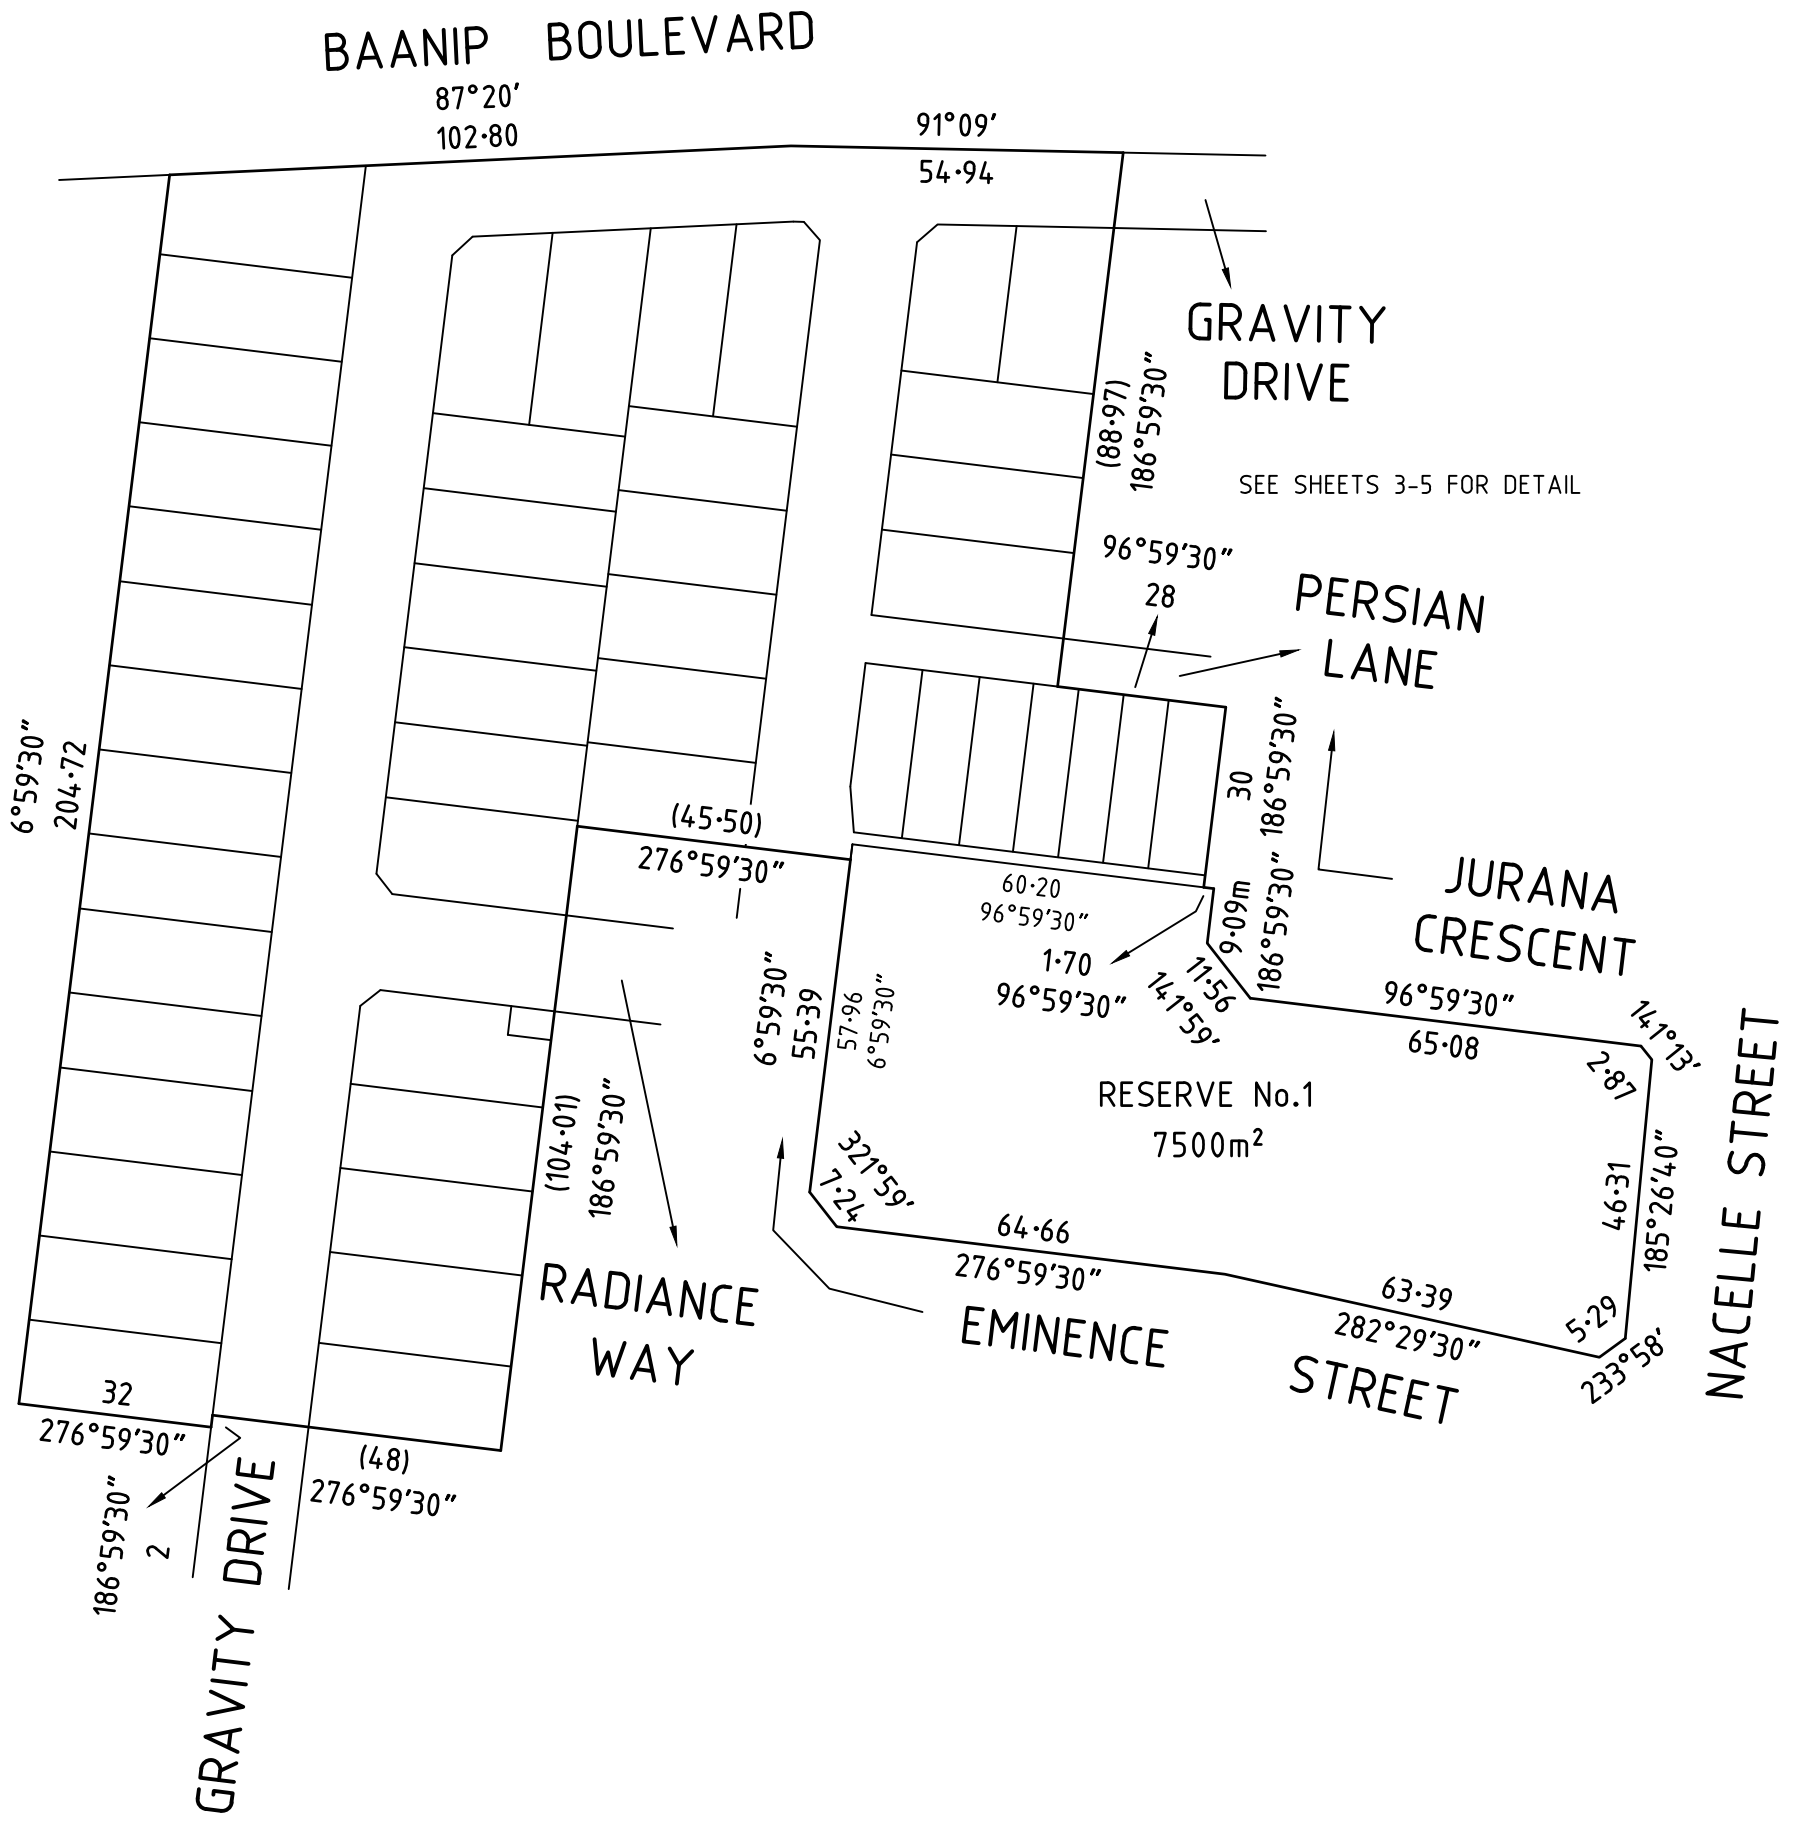 BAANIP BOULEVARD
87°20'
102·80
91°09'
54·94
GRAVITY
DRIVE
(88·97)
186°59'30"
SEE SHEETS 3-5 FOR DETAIL
96°59'30"
28
PERSIAN
LANE
6°59'30"
204·72
30
186°59'30"
(45·50)
276°59'30"
JURANA
CRESCENT
60·20
96°59'30"
9·09m
186°59'30"
1·70
96°59'30"
11·56
141°59'
96°59'30"
65·08
141°13'
2·87
6°59'30"
55·39
57·96
6°59'30"
RESERVE No.1
7500m²
(104·01)
186°59'30"
321°59'
7·24
46·31
185°26'40"
NACELLE STREET
64·66
276°59'30"
63·39
282°29'30"
5·29
233°58'
RADIANCE
WAY
EMINENCE
STREET
32
276°59'30"
(48)
276°59'30"
186°59'30"
2
GRAVITY DRIVE